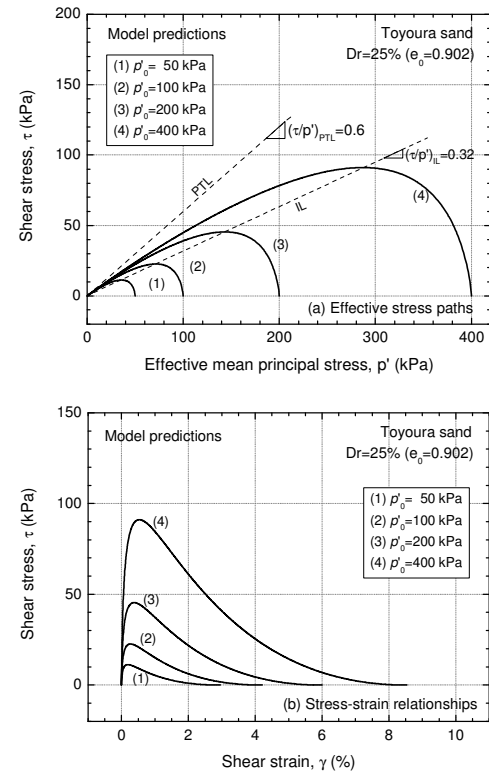 200
150
100
50
0
Shear stress, τ (kPa)
Model predictions
(1) p'0= 50 kPa
(2) p'0=100 kPa
(3) p'0=200 kPa
(4) p'0=400 kPa
Toyoura sand
Dr=25% (e0=0.902)
(τ/p')PTL=0.6
(τ/p')IL=0.32
PTL
IL
(1)
(2)
(3)
(4)
(a) Effective stress paths
0 100 200 300 400
Effective mean principal stress, p' (kPa)
150
100
50
0
Shear stress, τ (kPa)
Model predictions
Toyoura sand
Dr=25% (e0=0.902)
(1) p'0= 50 kPa
(2) p'0=100 kPa
(3) p'0=200 kPa
(4) p'0=400 kPa
(4)
(3)
(2)
(1)
(b) Stress-strain relationships
0 2 4 6 8 10
Shear strain, γ (%)